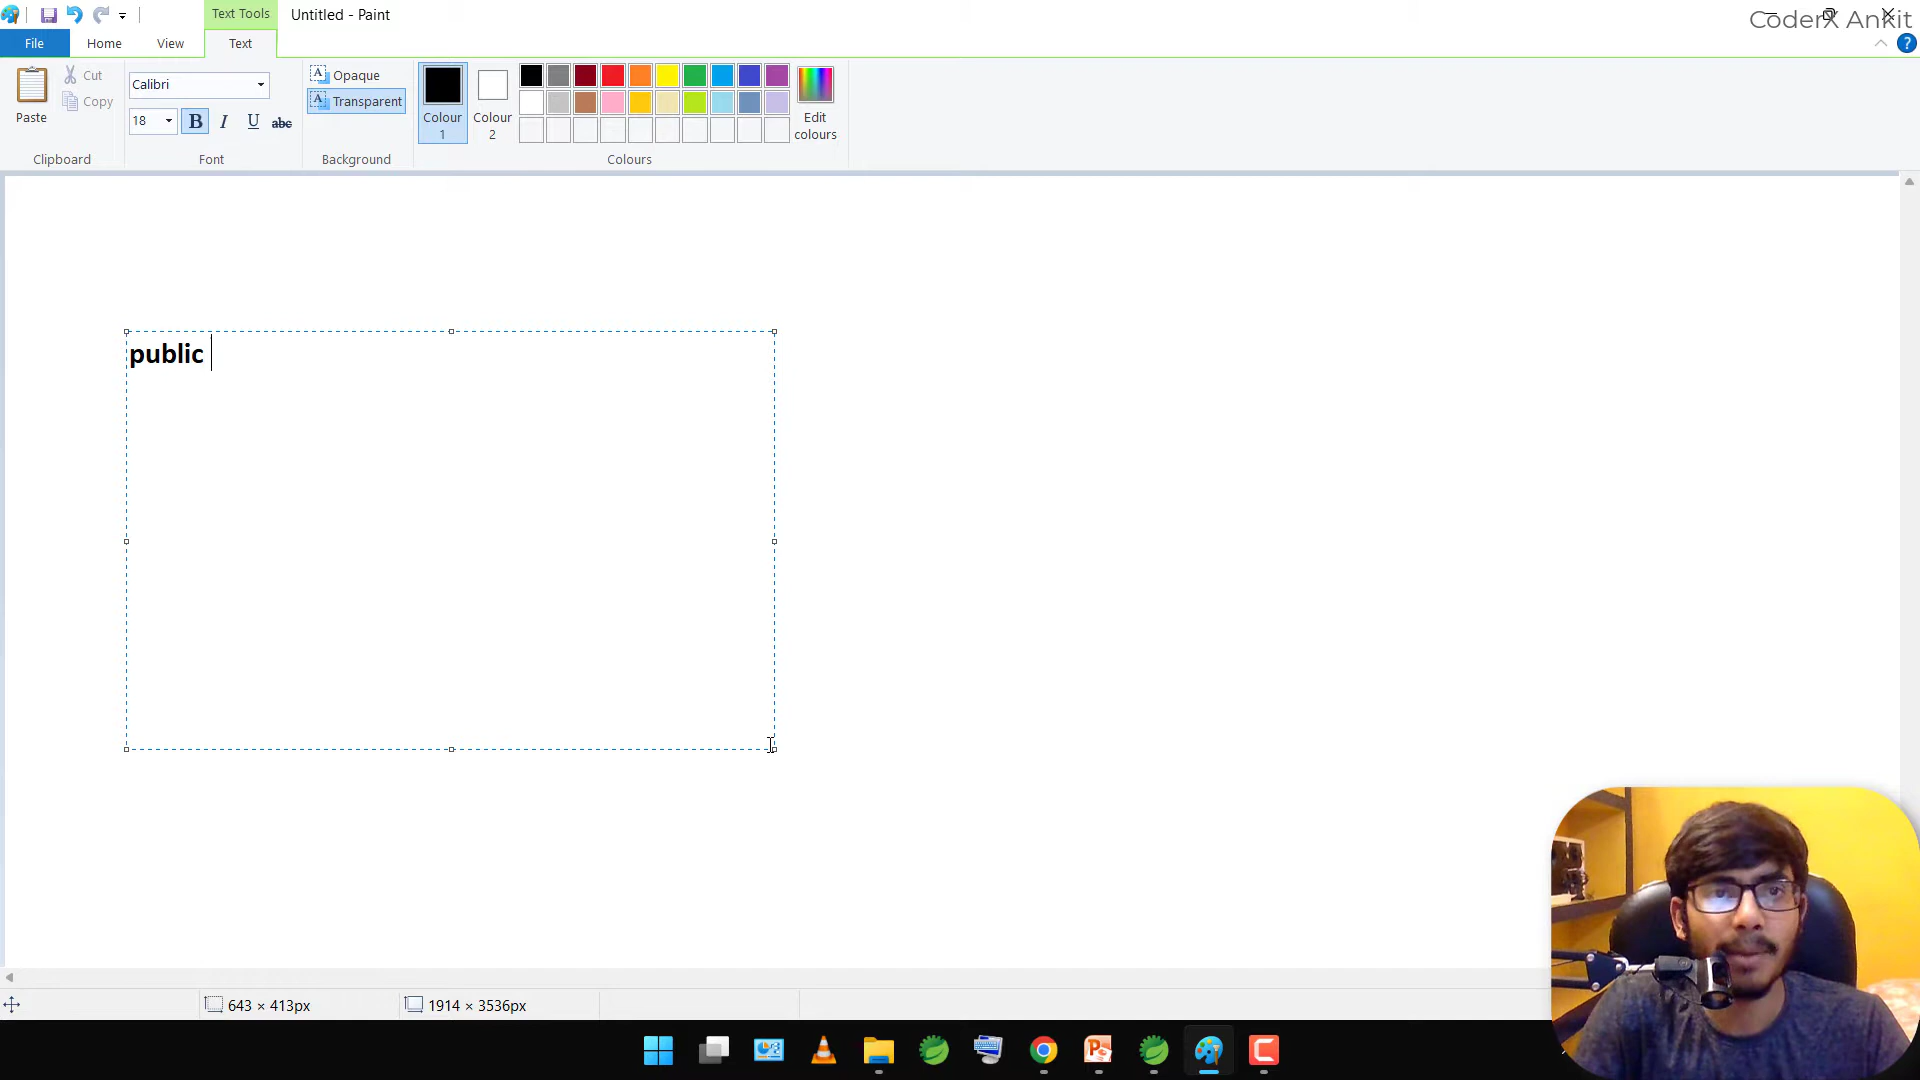 Text Tools
Untitled - Paint
CoderX Ankit
File
Home
View
Text
Paste
Cut
Copy
Clipboard
Calibri
18
B
I
U
abc
Font
Opaque
Transparent
Background
Colour
1
Colour
2
Edit
colours
Colours
public
643 × 413px
1914 × 3536px